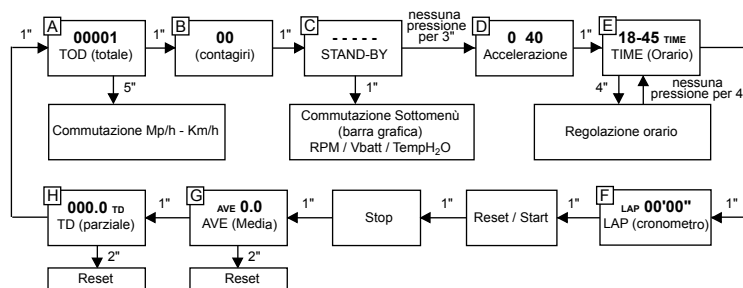 A
00001
TOD (totale)
1"
1"
5"
Commutazione Mp/h - Km/h
B
00
(contagiri)
1"
C
- - - - -
STAND-BY
nessuna
pressione
per 3"
1"
Commutazione Sottomenù
(barra grafica)
RPM / Vbatt / TempH₂O
D
0 40
Accelerazione
1"
E
18-45 TIME
TIME (Orario)
4"
nessuna
pressione per 4
Regolazione orario
1"
F
LAP 00'00"
LAP (cronometro)
1"
1"
Reset / Start
1"
Stop
1"
G
AVE 0.0
AVE (Media)
2"
Reset
1"
H
000.0 TD
TD (parziale)
2"
Reset